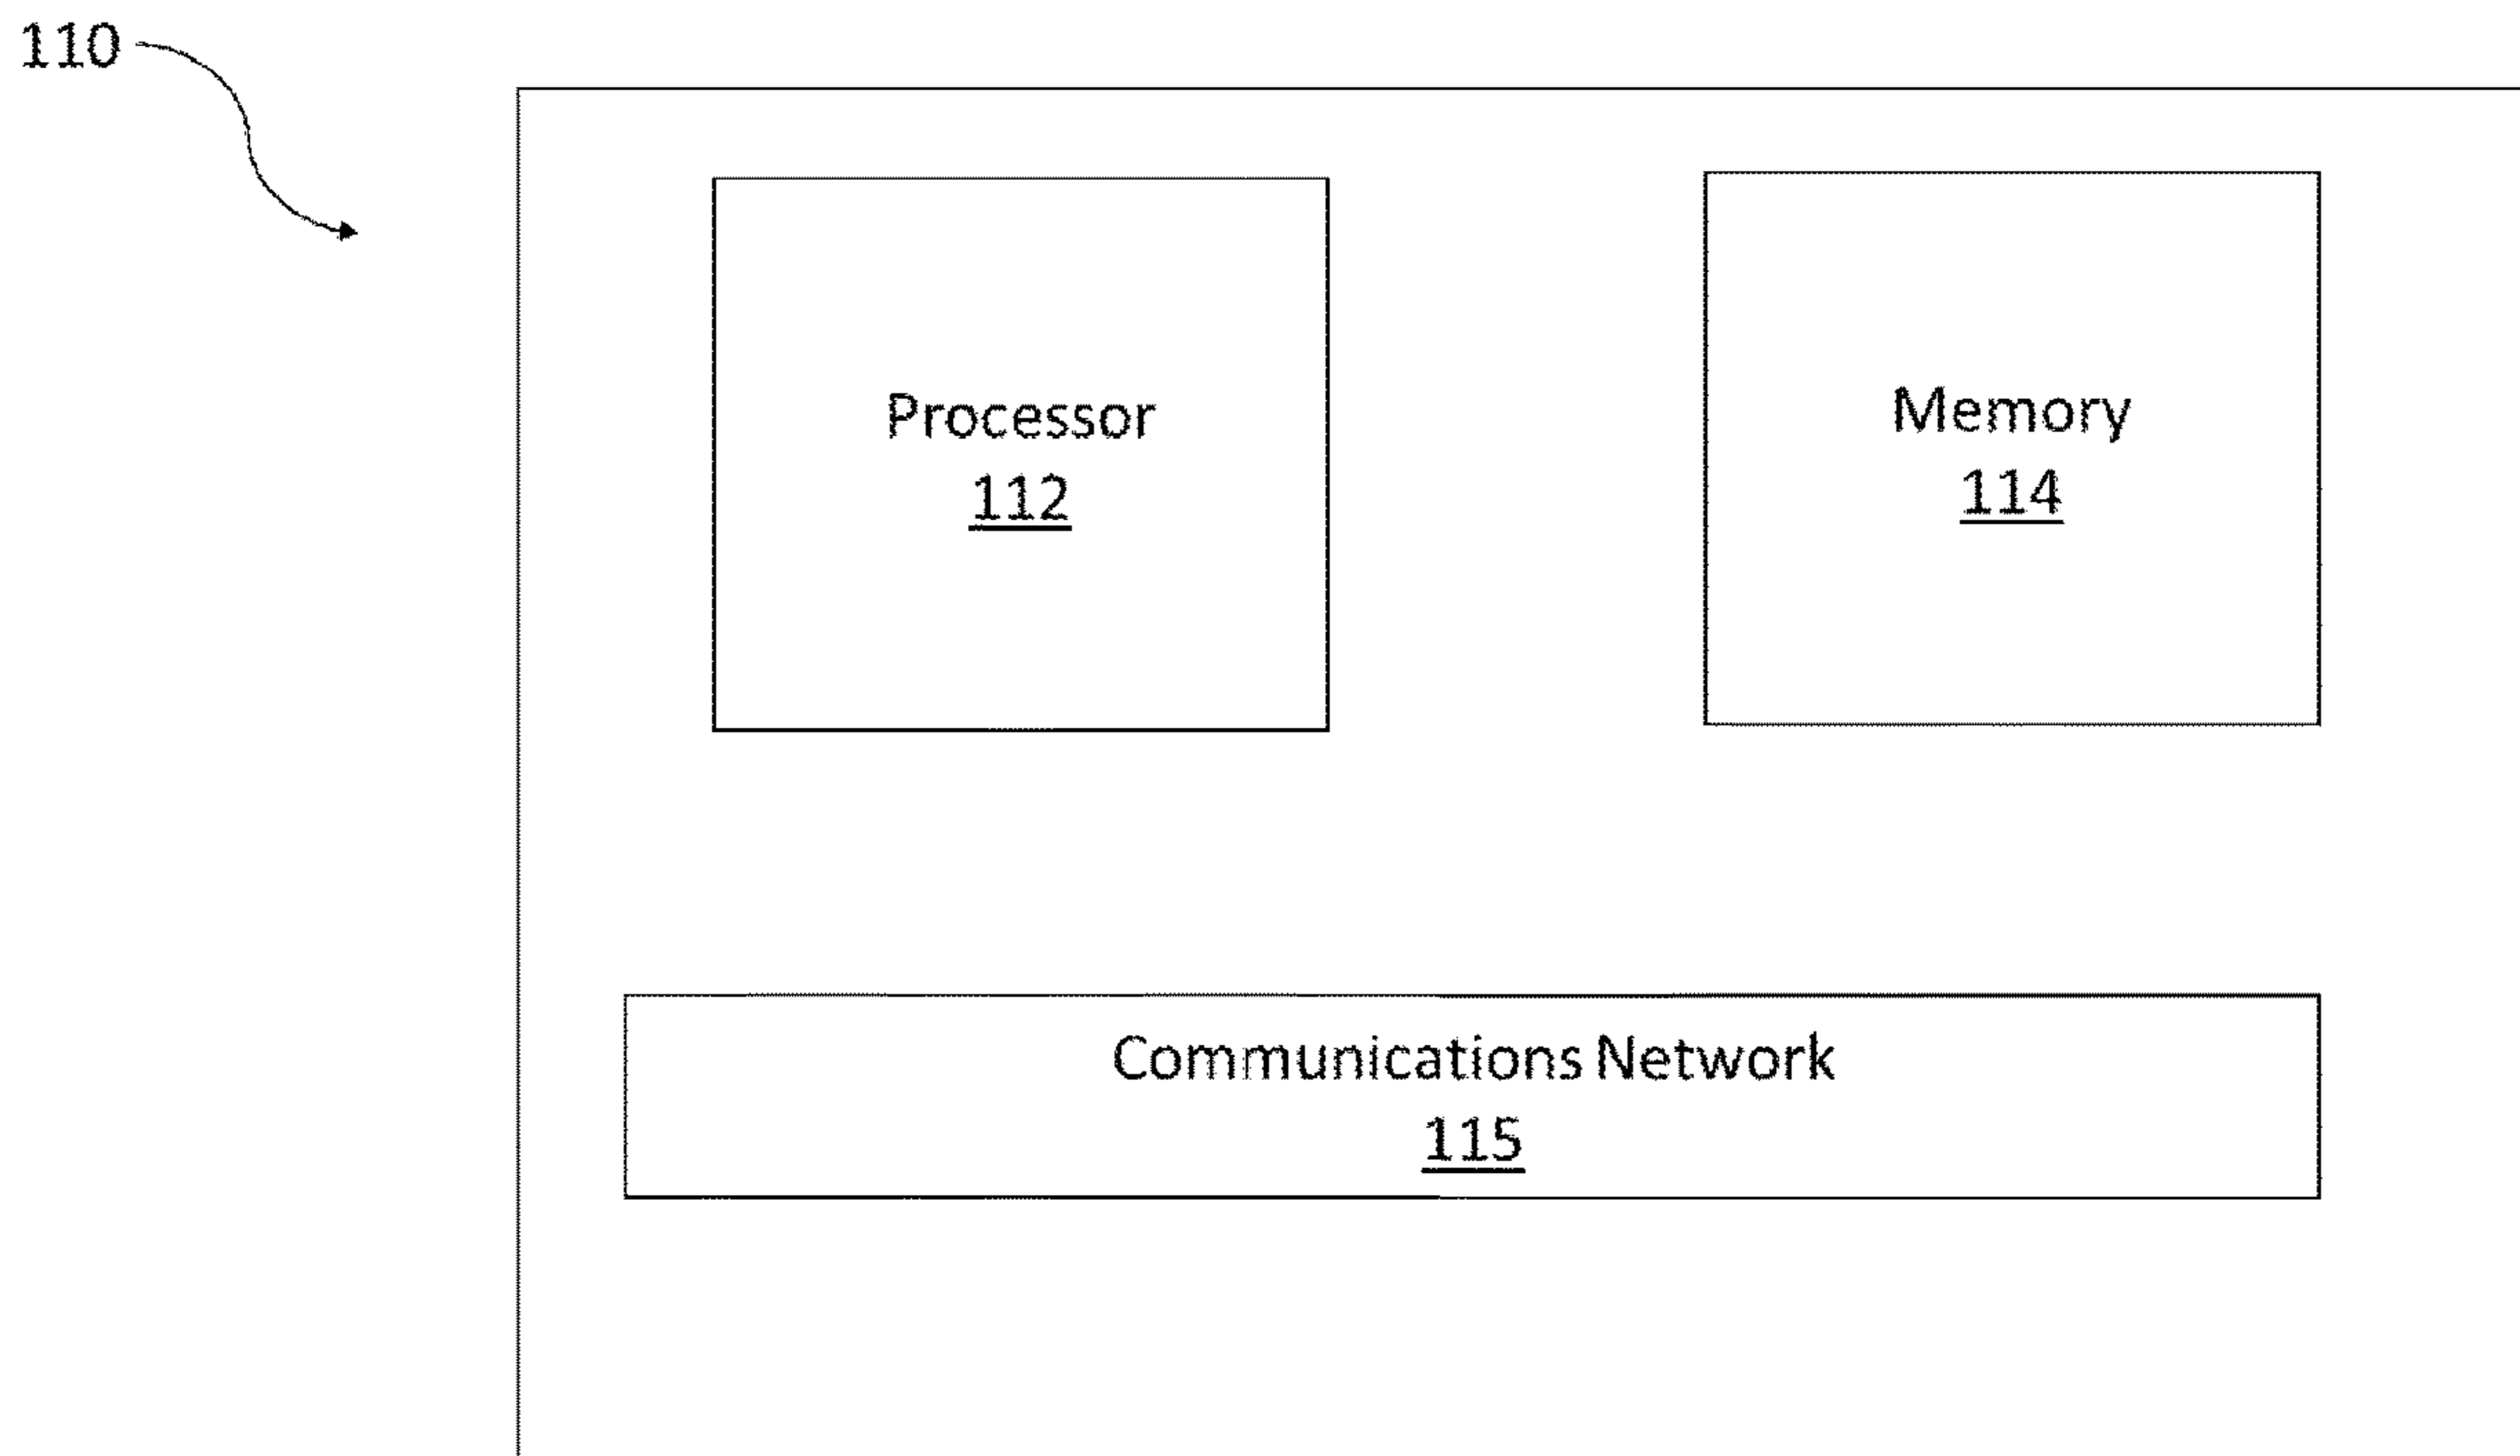 110
Processor
112
Memory
114
Communications Network
115